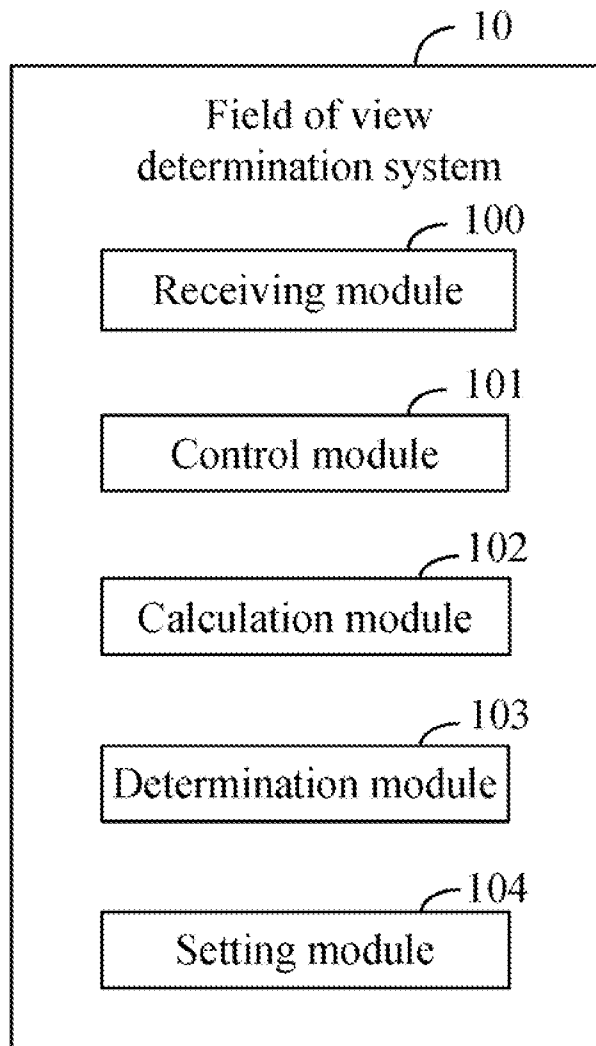 10
Field of view
determination system
100
Receiving module
101
Control module
102
Calculation module
103
Determination module
104
Setting module